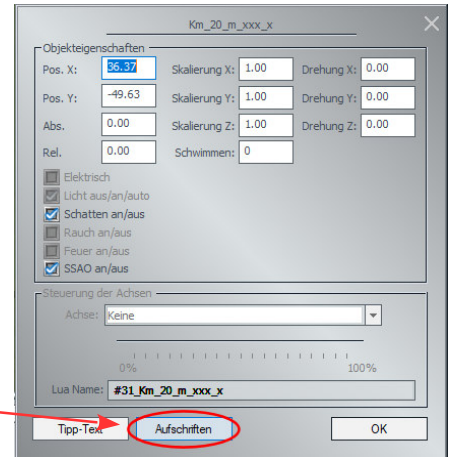 Km_20_m_xxx_x
Objekteigenschaften
Pos. X: 36.37 Skalierung X: 1.00 Drehung X: 0.00
Pos. Y: -49.63 Skalierung Y: 1.00 Drehung Y: 0.00
Abs. 0.00 Skalierung Z: 1.00 Drehung Z: 0.00
Rel. 0.00 Schwimmen: 0
Elektrisch
Licht aus/an/auto
Schatten an/aus
Rauch an/aus
Feuer an/aus
SSAO an/aus
Steuerung der Achsen
Achse: Keine
0% 100%
Lua Name: #31_Km_20_m_xxx_x
Tipp-Text Aufschriften OK